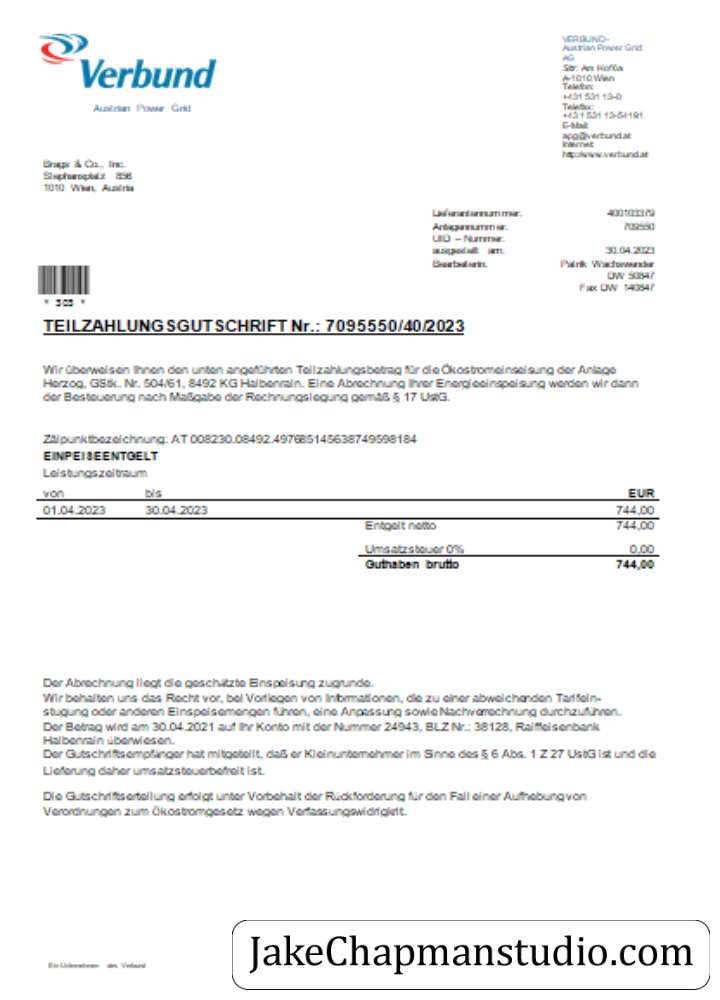 Verbund
Austrian Power Grid
VERBUND–
Austrian Power Grid
AG
Str: Am Hof6a
A-1010 Wien
Telefon:
+431 531 13-0
Telefax:
+431 531 13-54191
E-Mail:
apg@verbund.at
Internet:
http://www.verbund.at
Bragx & Co., Inc.
Stephansplatz 856
1010 Wien, Austria
Lieferantennummer. 400103379
Anlagennummer. 709550
UID – Nummer.
ausgestellt am: 30.04.2023
Bearbeiterin. Patrik Wachswender
DW 50847
Fax DW 140847
* 303 *
TEILZAHLUNGSGUTSCHRIFT Nr.: 7095550/40/2023
Wir überweisen Ihnen den unten angeführten Teilzahlungsbetrag für die Ökostromeinseisung der Anlage
Herzog, GStk. Nr. 504/61, 8492 KG Halbenrain. Eine Abrechnung Ihrer Energieeinspeisung werden wir dann
der Besteuerung nach Maßgabe der Rechnungslegung gemäß § 17 UstG.
Zälpunktbezeichnung: AT 008230.08492.497685145638749598184
EINPEISEENTGELT
Leistungszeitraum
von bis EUR
01.04.2023 30.04.2023 744,00
Entgelt netto 744,00
Umsatzsteuer 0% 0,00
Guthaben brutto 744,00
Der Abrechnung liegt die geschätzte Einspeisung zugrunde.
Wir behalten uns das Recht vor, bei Vorliegen von Informationen, die zu einer abweichenden Tarifein-
stugung oder anderen Einspeisemengen führen, eine Anpassung sowie Nachverrechnung durchzuführen.
Der Betrag wird am 30.04.2021 auf Ihr Konto mit der Nummer 24943, BLZ Nr.: 38128, Raiffeisenbank
Halbenrain überwiesen.
Der Gutschriftsempfänger hat mitgeteilt, daß er Kleinunternehmer im Sinne des § 6 Abs. 1 Z 27 UstG ist und die
Lieferung daher umsatzsteuerbefreit ist.
Die Gutschriftserteilung erfolgt unter Vorbehalt der Rückforderung für den Fall einer Aufhebung von
Verordnungen zum Ökostromgesetz wegen Verfassungswidrigkeit.
Ein Unternehmen des Verbund
JakeChapmanstudio.com